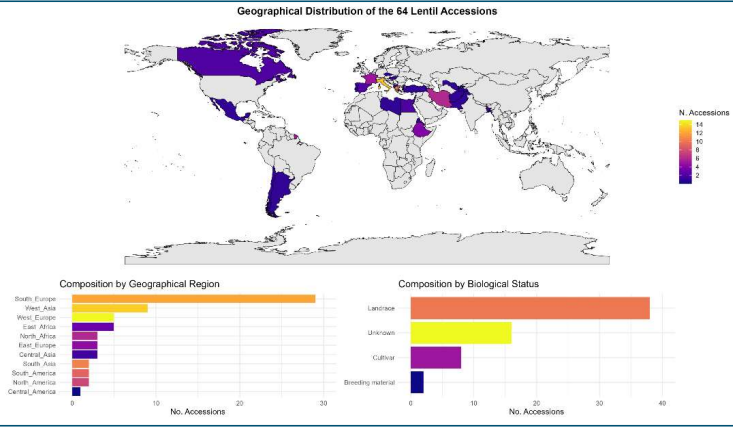 Geographical Distribution of the 64 Lentil Accessions
N. Accessions
14
12
10
8
6
4
2
Composition by Geographical Region
South_Europe
West_Asia
West_Europe
East_Africa
North_Africa
East_Europe
Central_Asia
South_Asia
South_America
North_America
Central_America
0 10 20 30
No. Accessions
Composition by Biological Status
Landrace
Unknown
Cultivar
Breeding material
0 10 20 30 40
No. Accessions